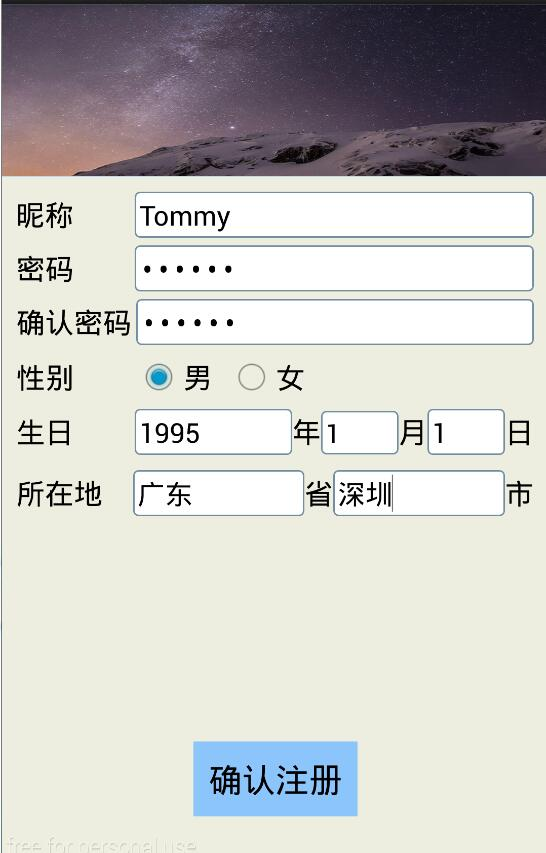 昵称 Tommy
密码 ••••••
确认密码 ••••••
性别 男 女
生日 1995 年 1 月 1 日
所在地 广东 省 深圳 市
确认注册
free for personal use